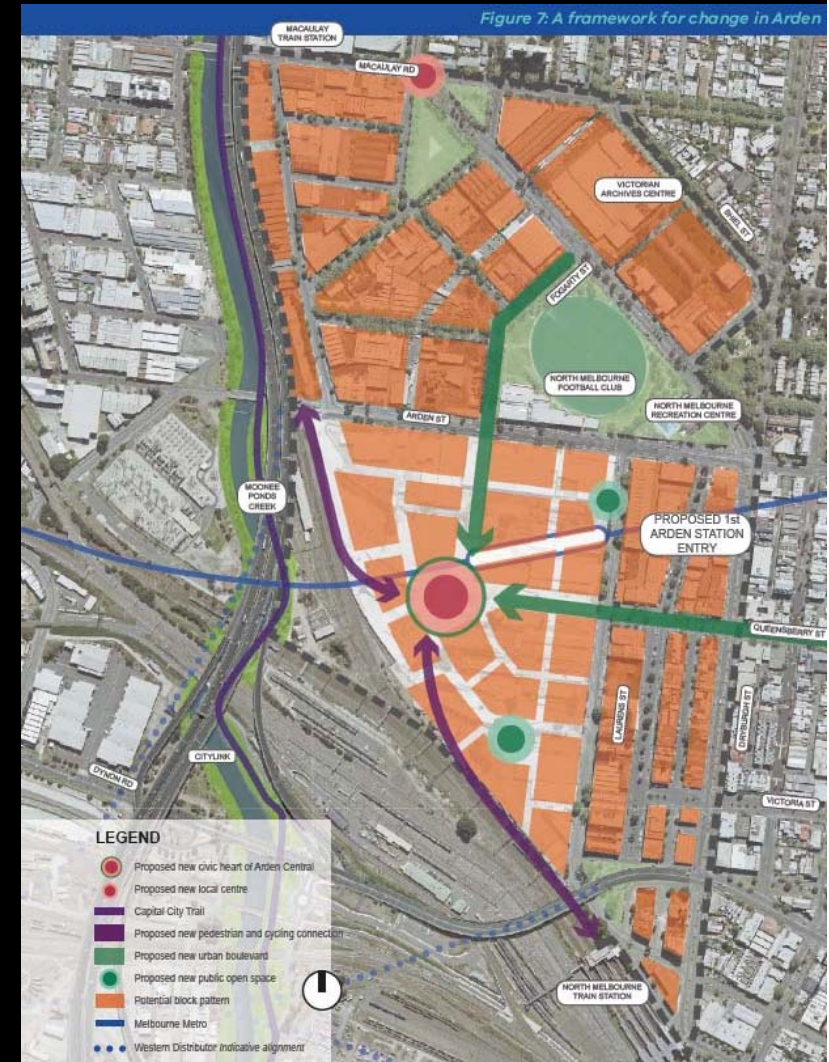 Figure 7: A framework for change in Arden
MACAULAY
TRAIN STATION
MACAULAY RD
VICTORIAN
ARCHIVES CENTRE
SHIEL ST
FOGARTY ST
NORTH MELBOURNE
FOOTBALL CLUB
NORTH MELBOURNE
RECREATION CENTRE
ARDEN ST
MOONEE
PONDS
CREEK
PROPOSED 1st
ARDEN STATION
ENTRY
QUEENSBERRY ST
LAURENS ST
DRYBURGH ST
CITYLINK
DYNON RD
VICTORIA ST
LEGEND
Proposed new civic heart of Arden Central
Proposed new local centre
Capital City Trail
Proposed new pedestrian and cycling connection
Proposed new urban boulevard
Proposed new public open space
Potential block pattern
Melbourne Metro
Western Distributor Indicative alignment
NORTH MELBOURNE
TRAIN STATION